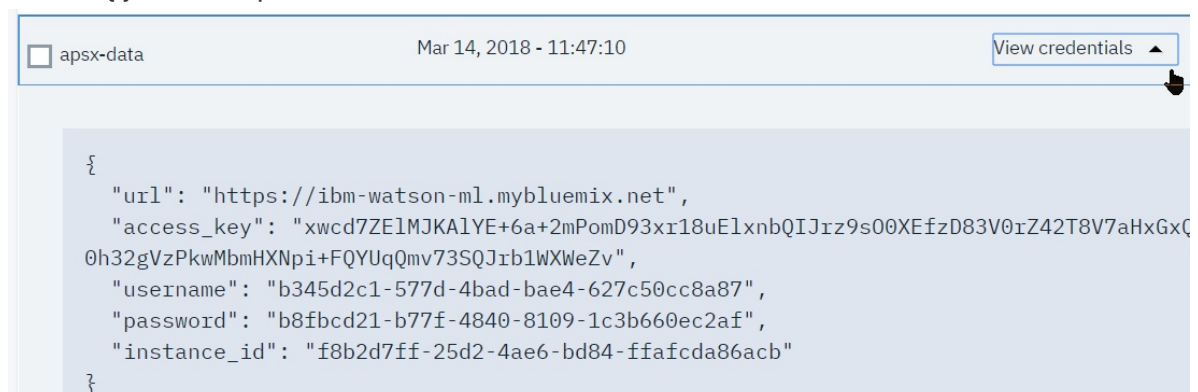 apsx-data Mar 14, 2018 - 11:47:10 View credentials
{
"url": "https://ibm-watson-ml.mybluemix.net",
"access_key": "xwcd7ZElMJKAlYE+6a+2mPomD93xr18uElxnbQIJrz9sO0XEfzD83V0rZ42T8V7aHxGxQ
0h32gVzPkwMbmHXNpi+FQYUqQmv73SQJrb1WXWeZv",
"username": "b345d2c1-577d-4bad-bae4-627c50cc8a87",
"password": "b8fbcd21-b77f-4840-8109-1c3b660ec2af",
"instance_id": "f8b2d7ff-25d2-4ae6-bd84-ffafcda86acb"
}